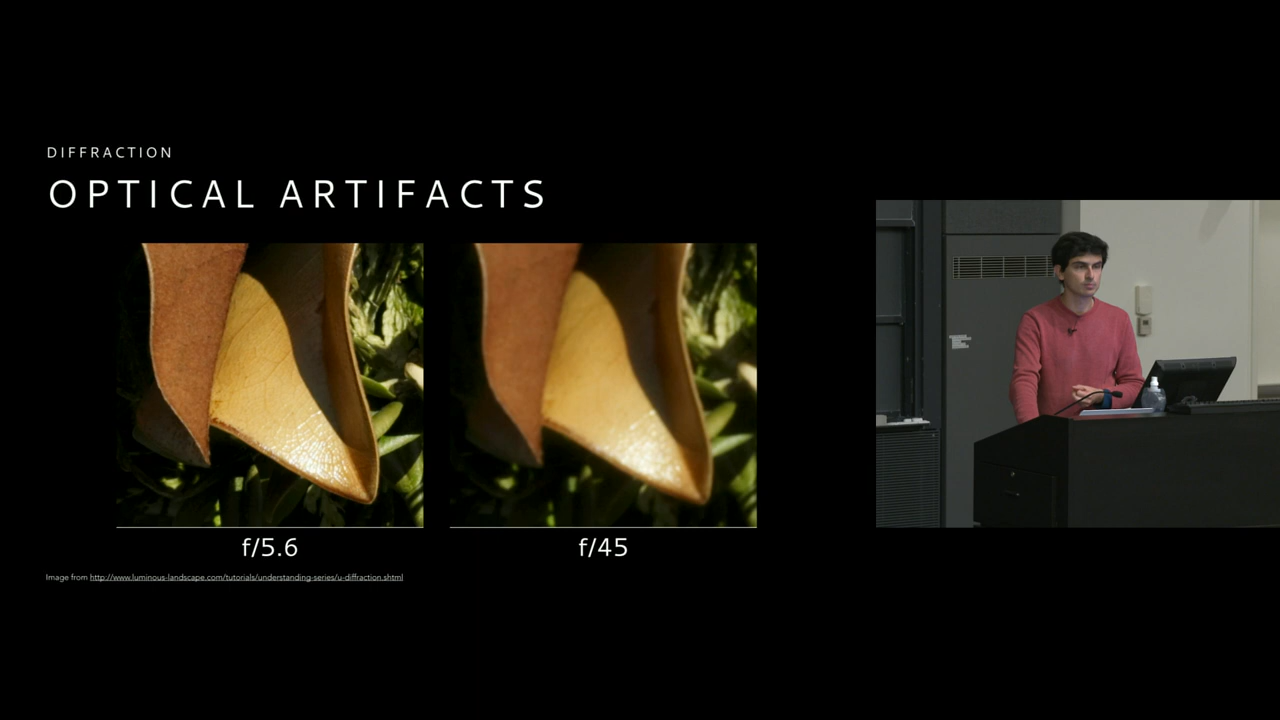 DIFFRACTION
OPTICAL ARTIFACTS
f/5.6
f/45
Image from http://www.luminous-landscape.com/tutorials/understanding-series/u-diffraction.shtml